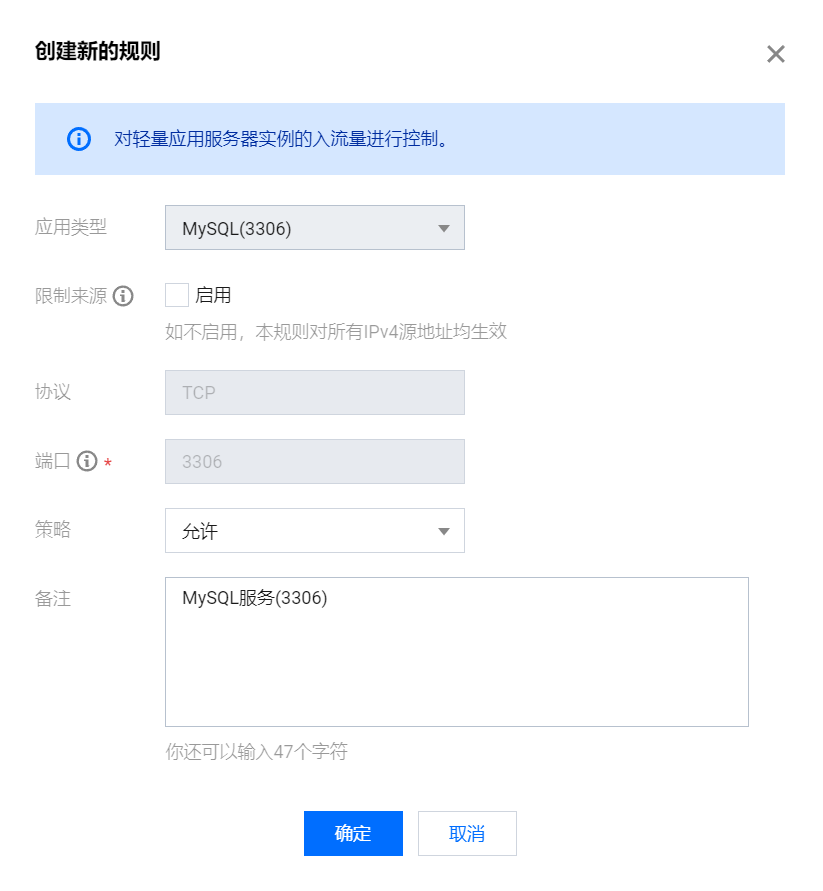 创建新的规则
对轻量应用服务器实例的入流量进行控制。
应用类型 MySQL(3306)
限制来源 启用
如不启用，本规则对所有IPv4源地址均生效
协议 TCP
端口 * 3306
策略 允许
备注 MySQL服务(3306)
你还可以输入47个字符
确定 取消